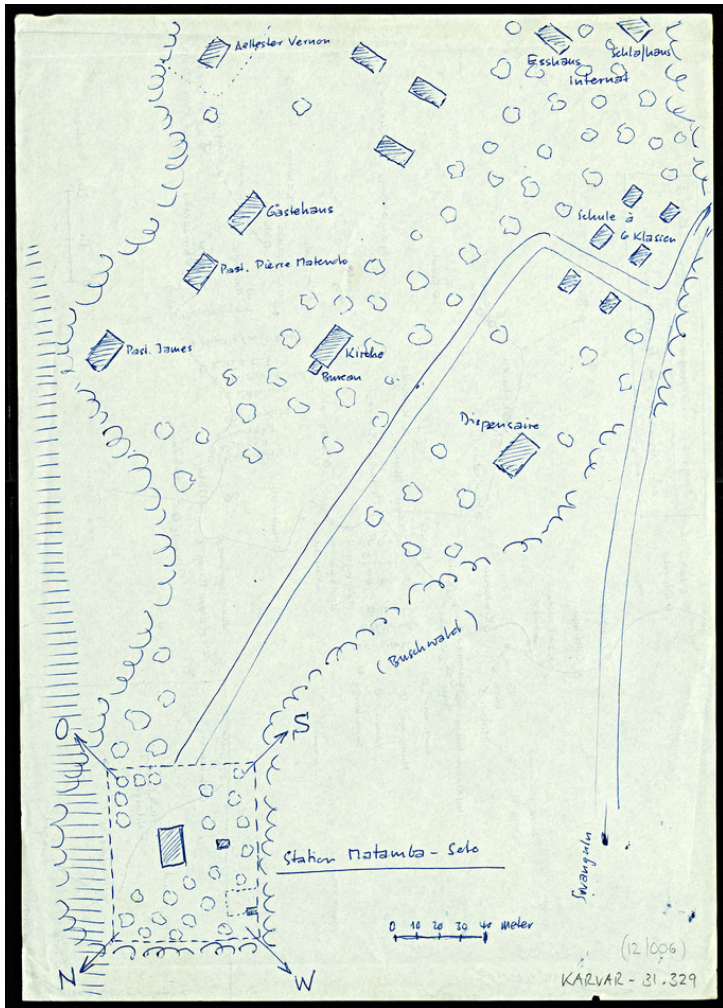 Aeltester Vernon
Esshaus
Schlafhaus
Internat
Gästehaus
Schule à
6 Klassen
Past. Pierre Matendo
Past. James
Kirche
Bureau
Dispensaire
(Buschwald)
O
S
Station Matamba-Solo
0 10 20 30 40 meter
N
W
(12/006)
KARVAR-31.329